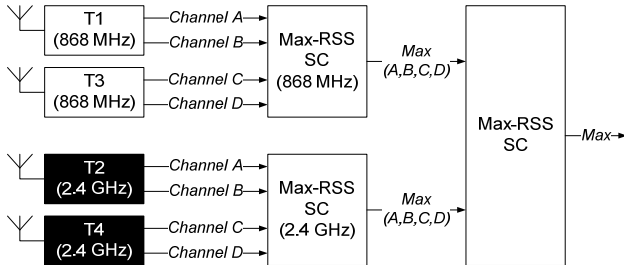 T1
(868 MHz)
Channel A
Channel B
T3
(868 MHz)
Channel C
Channel D
Max-RSS
SC
(868 MHz)
Max
(A,B,C,D)
T2
(2.4 GHz)
Channel A
Channel B
T4
(2.4 GHz)
Channel C
Channel D
Max-RSS
SC
(2.4 GHz)
Max
(A,B,C,D)
Max-RSS
SC
Max